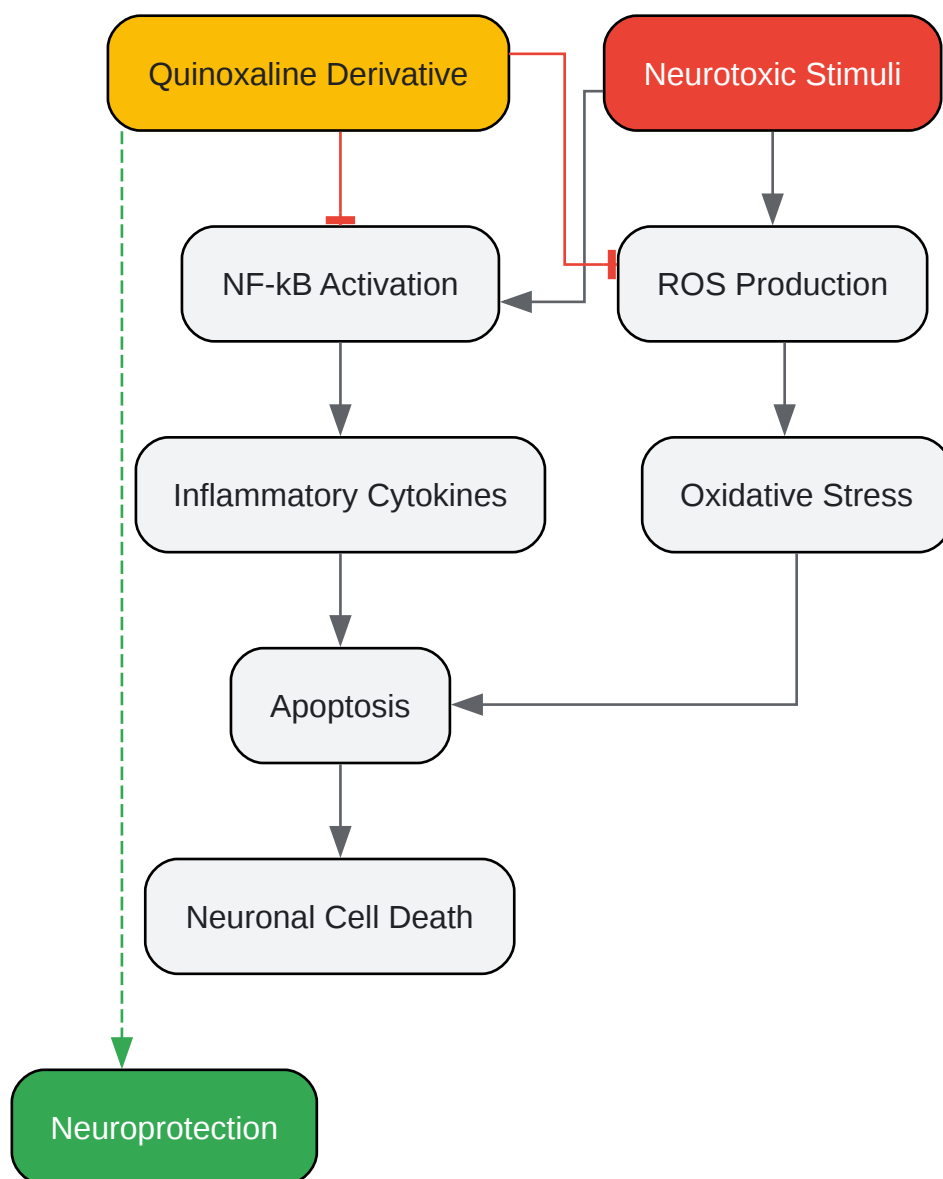 Quinoxaline Derivative
Neurotoxic Stimuli
NF-kB Activation
ROS Production
Inflammatory Cytokines
Oxidative Stress
Apoptosis
Neuronal Cell Death
Neuroprotection